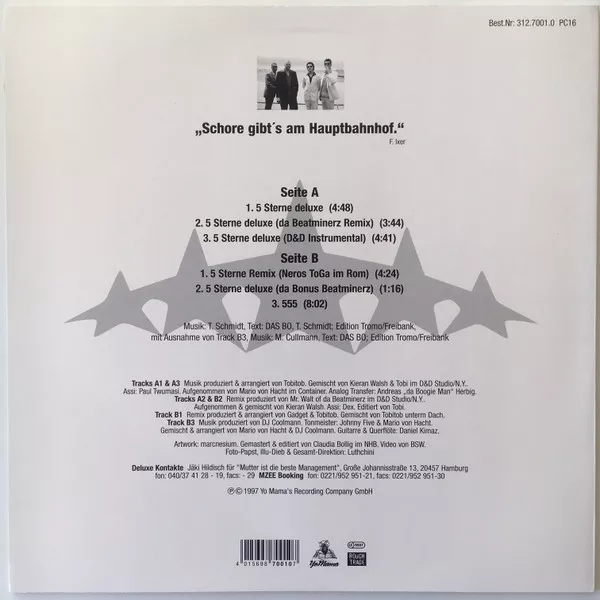 Best.Nr: 312.7001.0 PC16
„Schore gibt´s am Hauptbahnhof.“
F. Ixer
Seite A
1. 5 Sterne deluxe (4:48)
2. 5 Sterne deluxe (da Beatminerz Remix) (3:44)
3. 5 Sterne deluxe (D&D Instrumental) (4:41)
Seite B
1. 5 Sterne Remix (Neros ToGa im Rom) (4:24)
2. 5 Sterne deluxe (da Bonus Beatminerz) (1:16)
3. 555 (8:02)
Musik: T. Schmidt, Text: DAS BO, T. Schmidt; Edition Tromo/Freibank,
mit Ausnahme von Track B3, Musik: M. Cullmann, Text: DAS BO; Edition Tromo/Freibank
Tracks A1 & A3 Musik produziert & arrangiert von Tobitob. Gemischt von Kieran Walsh & Tobi im D&D Studio/N.Y..
Assi: Paul Twumasi. Aufgenommen von Mario von Hacht im Container. Analog Transfer: Andreas „da Boogie Man“ Herbig.
Tracks A2 & B2 Remix produziert von Mr. Walt of da Beatminerz im D&D Studio/N.Y..
Aufgenommen & gemischt von Kieran Walsh. Assi: Dex. Editiert von Tobi.
Track B1 Remix produziert & arrangiert von Gadget & Tobitob. Gemischt von Tobitob unterm Dach.
Track B3 Musik produziert von DJ Coolmann. Tonmeister: Johnny Five & Mario von Hacht.
Gemischt & arrangiert von Mario von Hacht & DJ Coolmann. Guitarre & Querflöte: Daniel Kimaz.
Artwork: marcnesium. Gemastert & editiert von Claudia Bollig im NHB. Video von BSW.
Foto-Papst, Illu-Dieb & Gesamt-Direktion: Luthchini
Deluxe Kontakte Jäki Hildisch für "Mutter ist die beste Management", Große Johannisstraße 13, 20457 Hamburg
fon: 040/37 41 28 - 19, facs: - 29 MZEE Booking fon: 0221/952 951-21, facs: 0221/952 951-30
℗© 1997 Yo Mama's Recording Company GmbH
4 015698 700107
YoMama
ROUGH TRADE